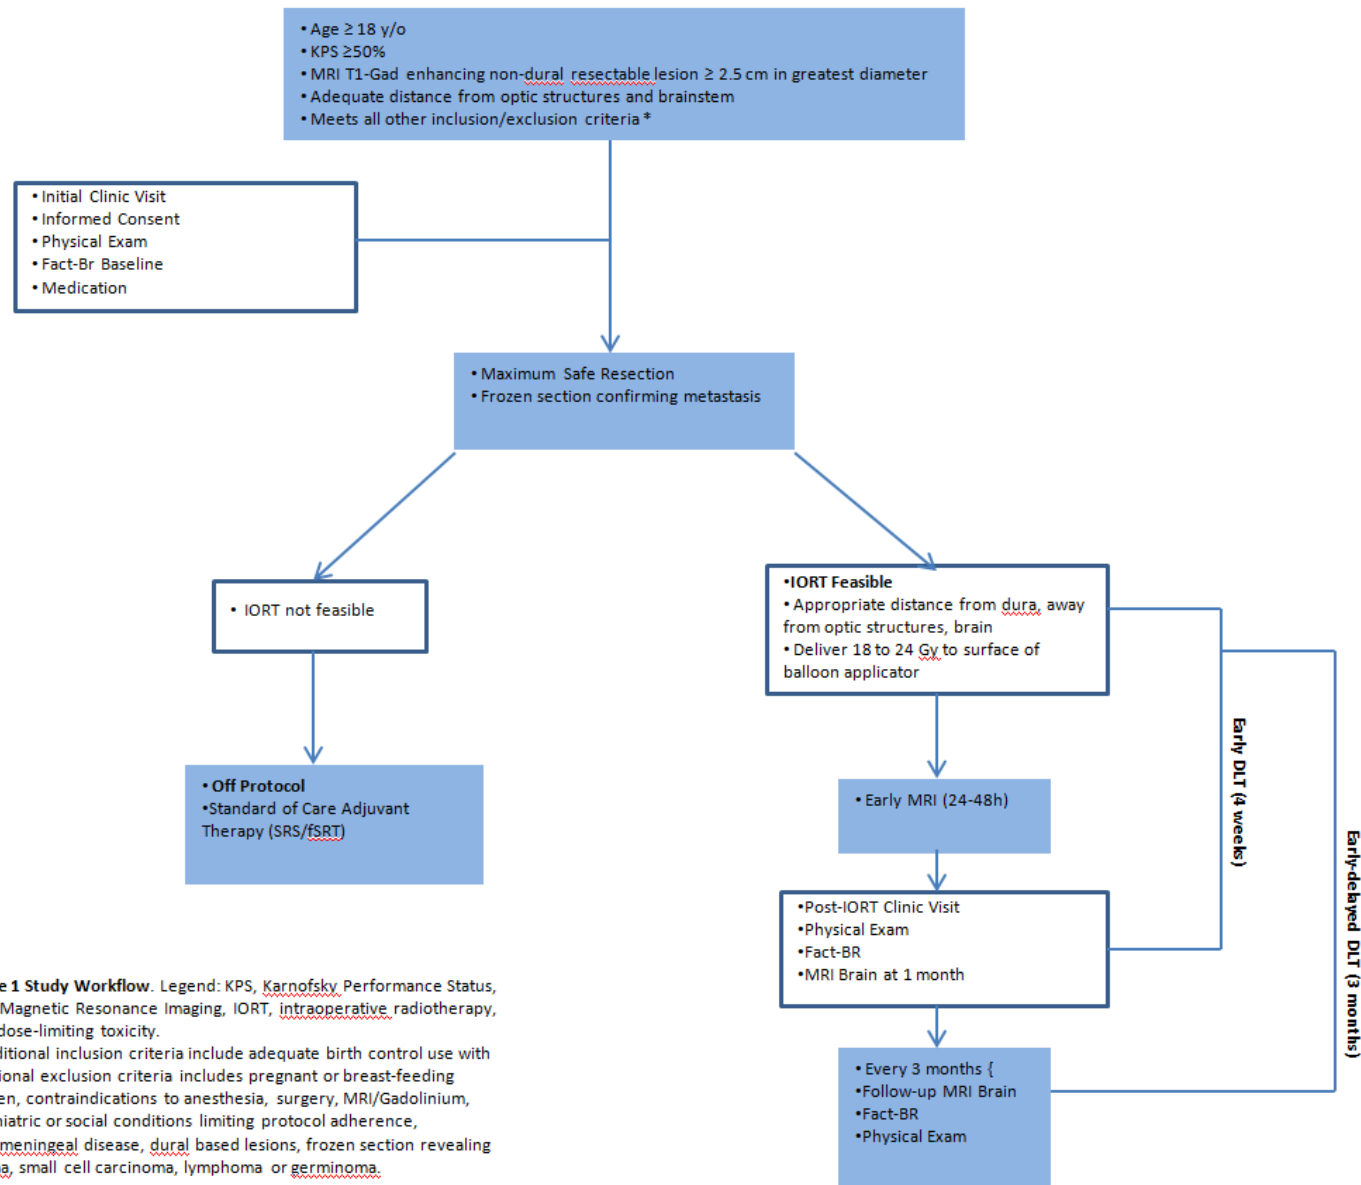 • Age ≥ 18 y/o
• KPS ≥50%
• MRI T1-Gad enhancing non-dural resectable lesion ≥ 2.5 cm in greatest diameter
• Adequate distance from optic structures and brainstem
• Meets all other inclusion/exclusion criteria *
• Initial Clinic Visit
• Informed Consent
• Physical Exam
• Fact-Br Baseline
• Medication
• Maximum Safe Resection
• Frozen section confirming metastasis
• IORT not feasible
•IORT Feasible
• Appropriate distance from dura, away
from optic structures, brain
• Deliver 18 to 24 Gy to surface of
balloon applicator
• Off Protocol
•Standard of Care Adjuvant
Therapy (SRS/fSRT)
• Early MRI (24-48h)
Early DLT (4 weeks)
Early-delayed DLT (3 months)
•Post-IORT Clinic Visit
•Physical Exam
•Fact-BR
•MRI Brain at 1 month
• Every 3 months {
•Follow-up MRI Brain
•Fact-BR
•Physical Exam
1 Study Workflow. Legend: KPS, Karnofsky Performance Status,
Magnetic Resonance Imaging, IORT, intraoperative radiotherapy,
dose-limiting toxicity.
inclusion criteria include adequate birth control use with
exclusion criteria includes pregnant or breast-feeding
contraindications to anesthesia, surgery, MRI/Gadolinium,
or social conditions limiting protocol adherence,
meningeal disease, dural based lesions, frozen section revealing
small cell carcinoma, lymphoma or germinoma.